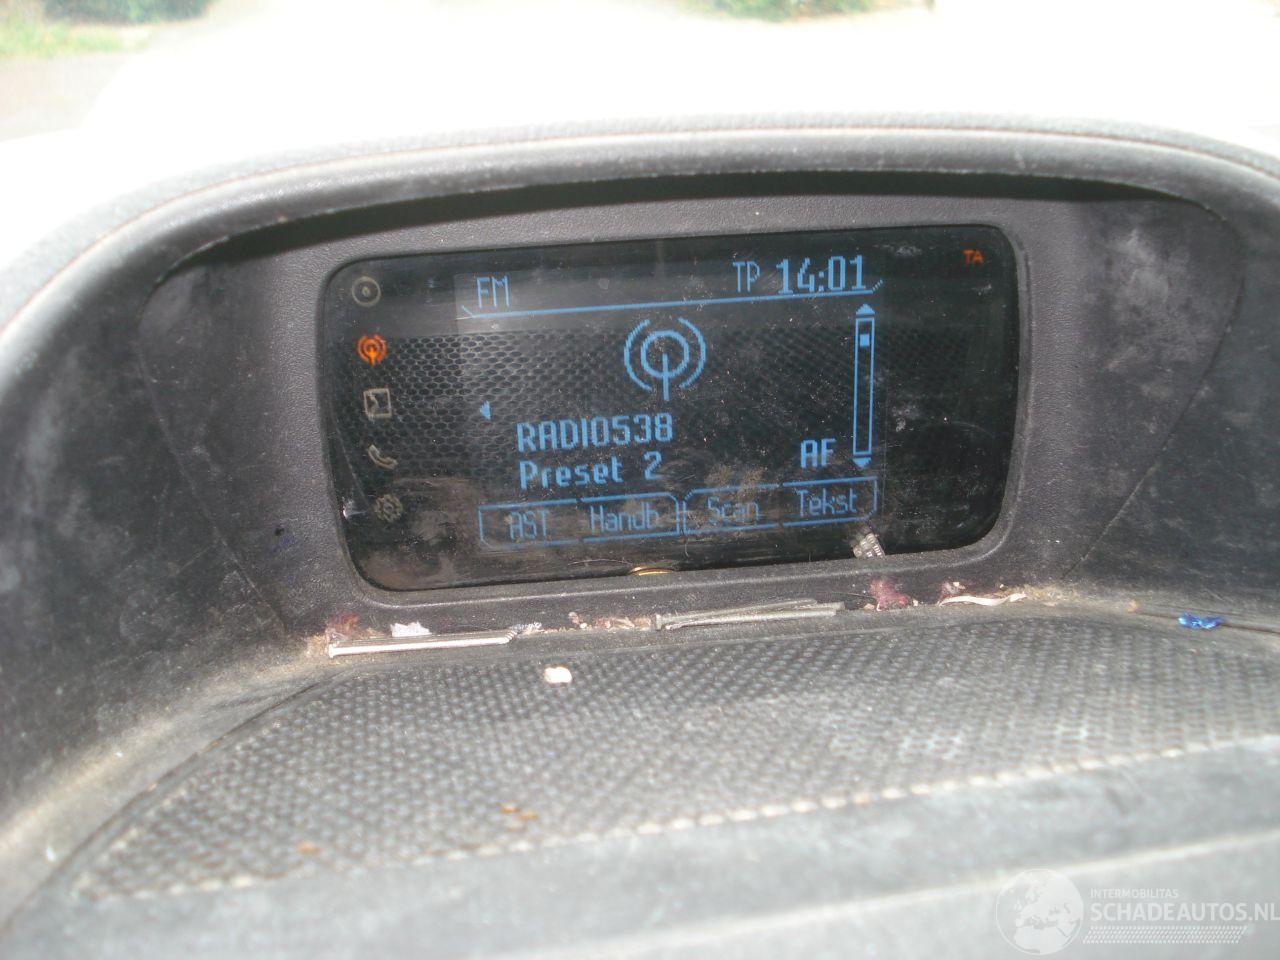 TA
FM TP 14:01
RADIO538
Preset 2 AF
AST Handb Scan Tekst
INTERMOBILITAS
SCHADEAUTOS.NL